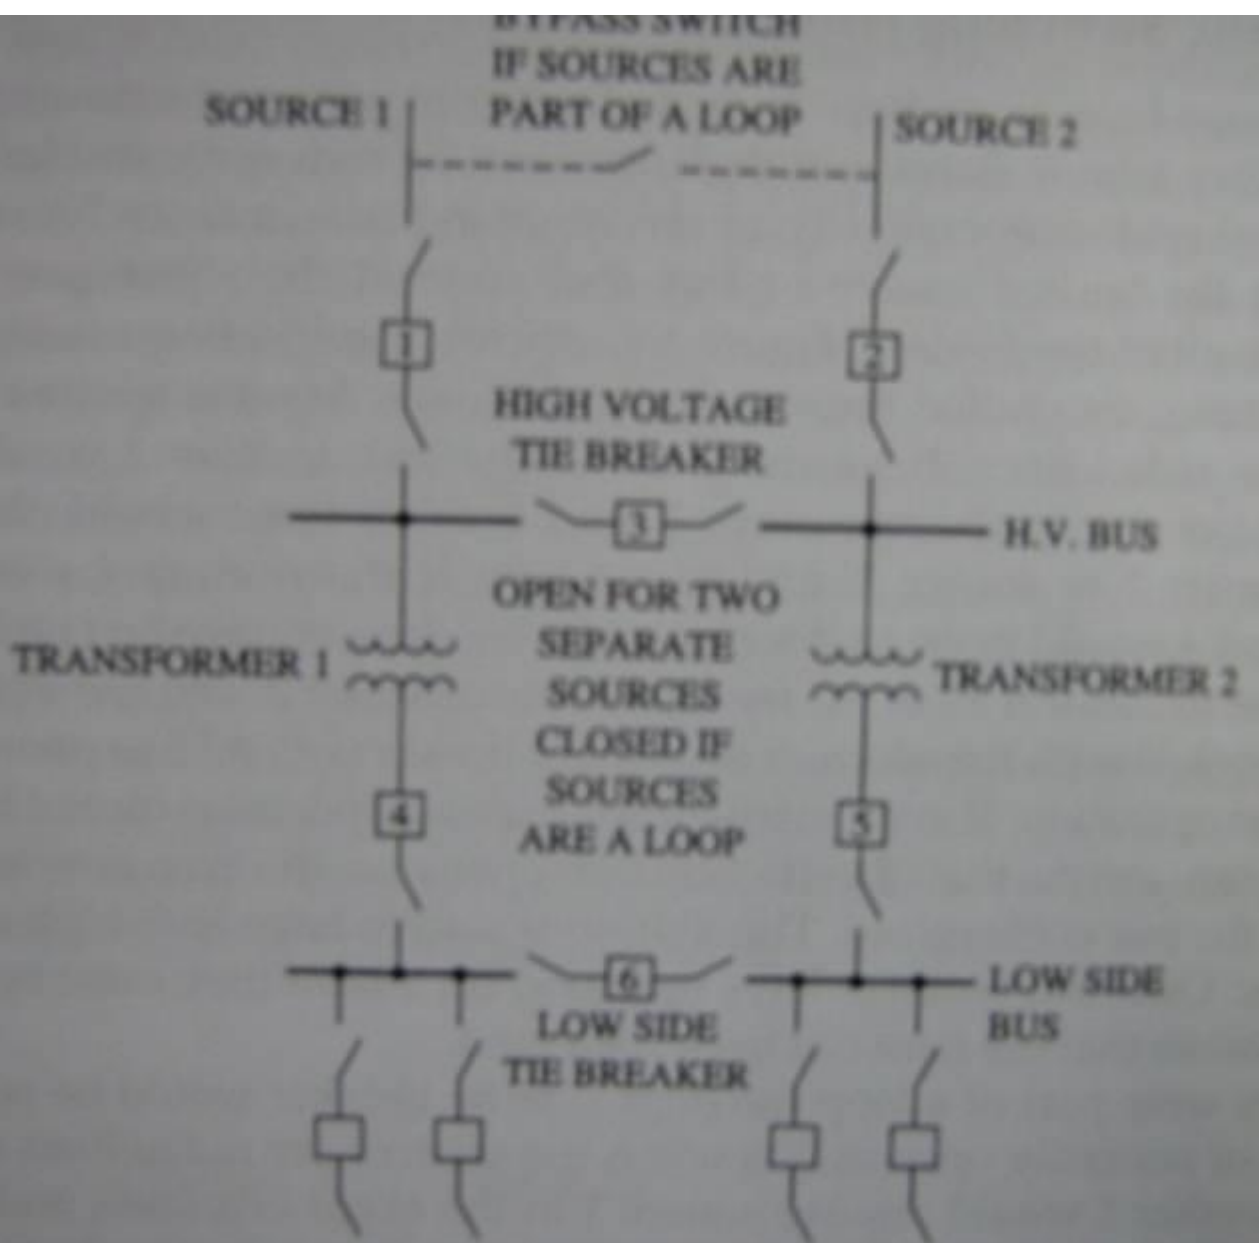 BYPASS SWITCH
IF SOURCES ARE
PART OF A LOOP
SOURCE 1
SOURCE 2
1
2
HIGH VOLTAGE
TIE BREAKER
3
H.V. BUS
OPEN FOR TWO
SEPARATE
SOURCES
CLOSED IF
SOURCES
ARE A LOOP
TRANSFORMER 1
TRANSFORMER 2
4
5
6
LOW SIDE
TIE BREAKER
LOW SIDE
BUS